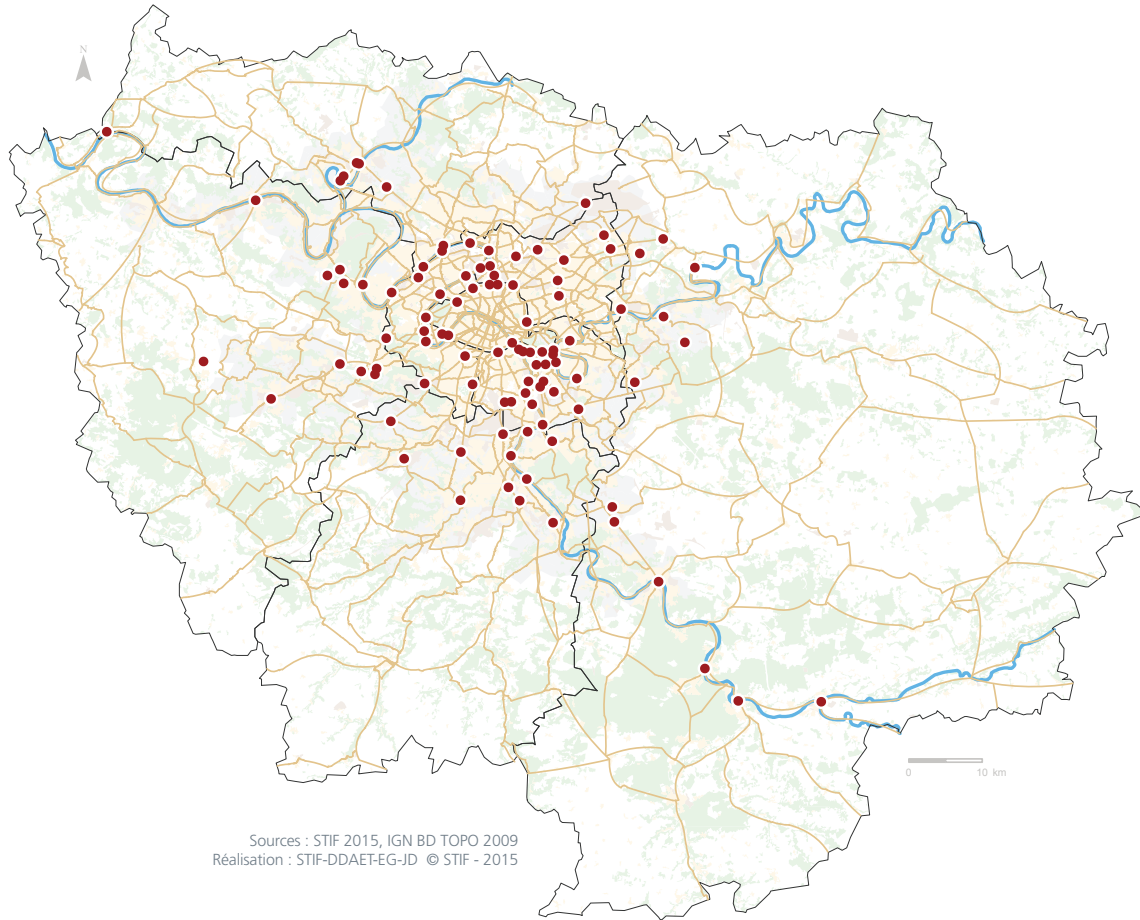 N
0 10 km
Sources : STIF 2015, IGN BD TOPO 2009
Réalisation : STIF-DDAET-EG-JD © STIF - 2015